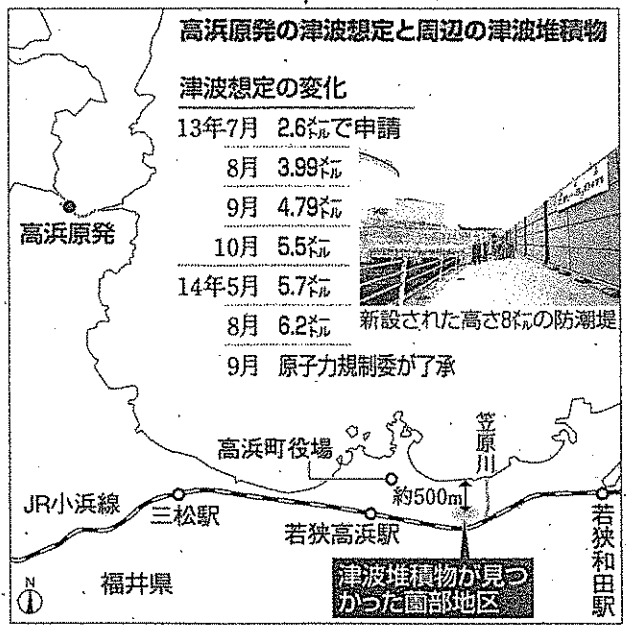 高浜原発の津波想定と周辺の津波堆積物
津波想定の変化
13年7月 2.6メートルで申請
8月 3.99メートル
9月 4.79メートル
10月 5.5メートル
14年5月 5.7メートル
8月 6.2メートル
9月 原子力規制委が了承
新設された高さ8メートルの防潮堤
高浜原発
高浜町役場
笠原川
約500m
JR小浜線
三松駅
若狭高浜駅
若狭和田駅
津波堆積物が見つ
かった薗部地区
福井県
N